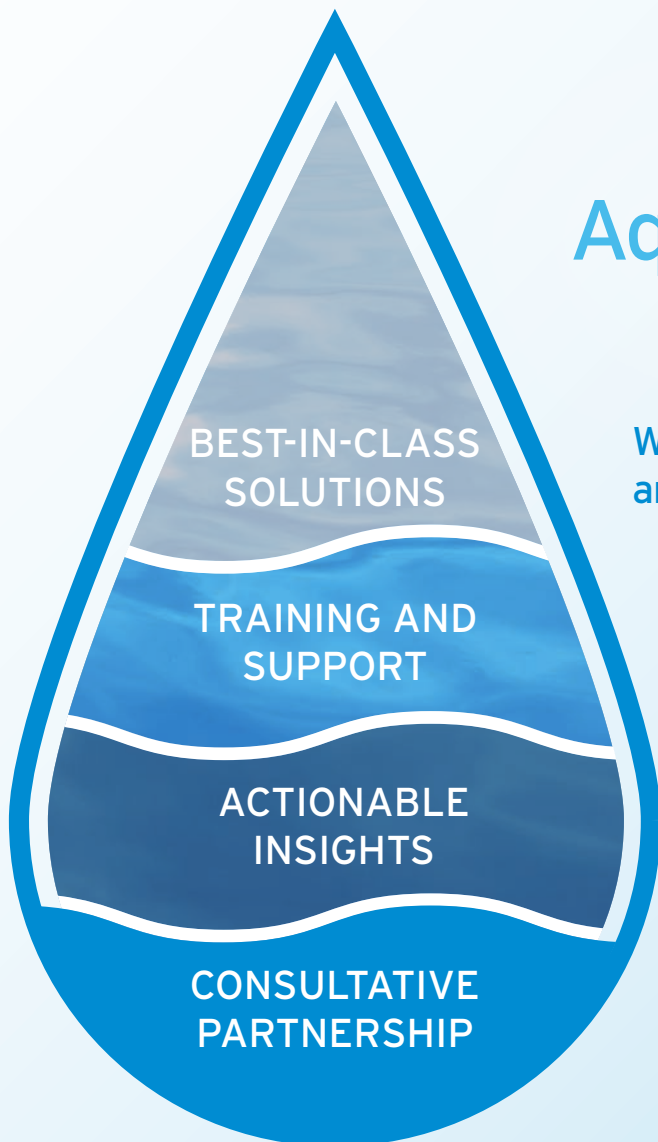 BEST-IN-CLASS
SOLUTIONS
TRAINING AND
SUPPORT
ACTIONABLE
INSIGHTS
CONSULTATIVE
PARTNERSHIP